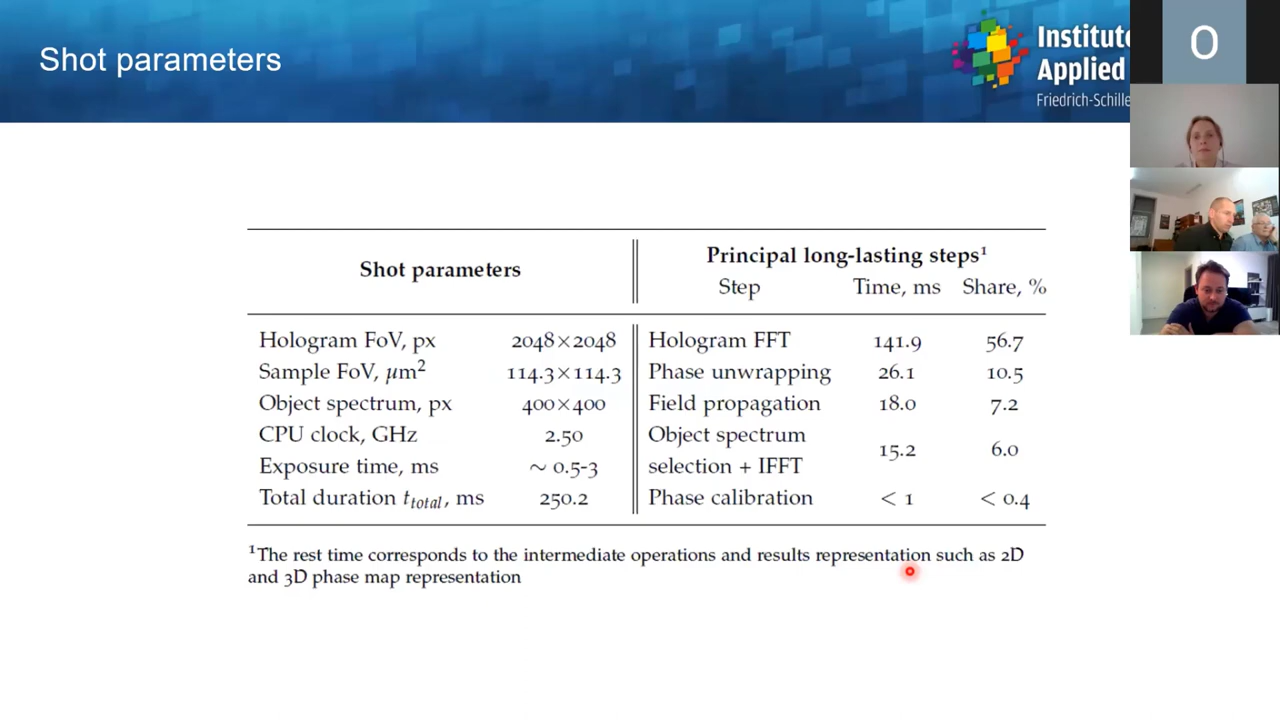 Shot parameters
Institute
Applied
Friedrich-Schille
O
Shot parameters
Principal long-lasting steps¹
Step Time, ms Share, %
Hologram FoV, px 2048×2048 Hologram FFT 141.9 56.7
Sample FoV, μm² 114.3×114.3 Phase unwrapping 26.1 10.5
Object spectrum, px 400×400 Field propagation 18.0 7.2
CPU clock, GHz 2.50 Object spectrum
Exposure time, ms ∼ 0.5-3 selection + IFFT 15.2 6.0
Total duration t_total, ms 250.2 Phase calibration < 1 < 0.4
¹The rest time corresponds to the intermediate operations and results representation such as 2D
and 3D phase map representation